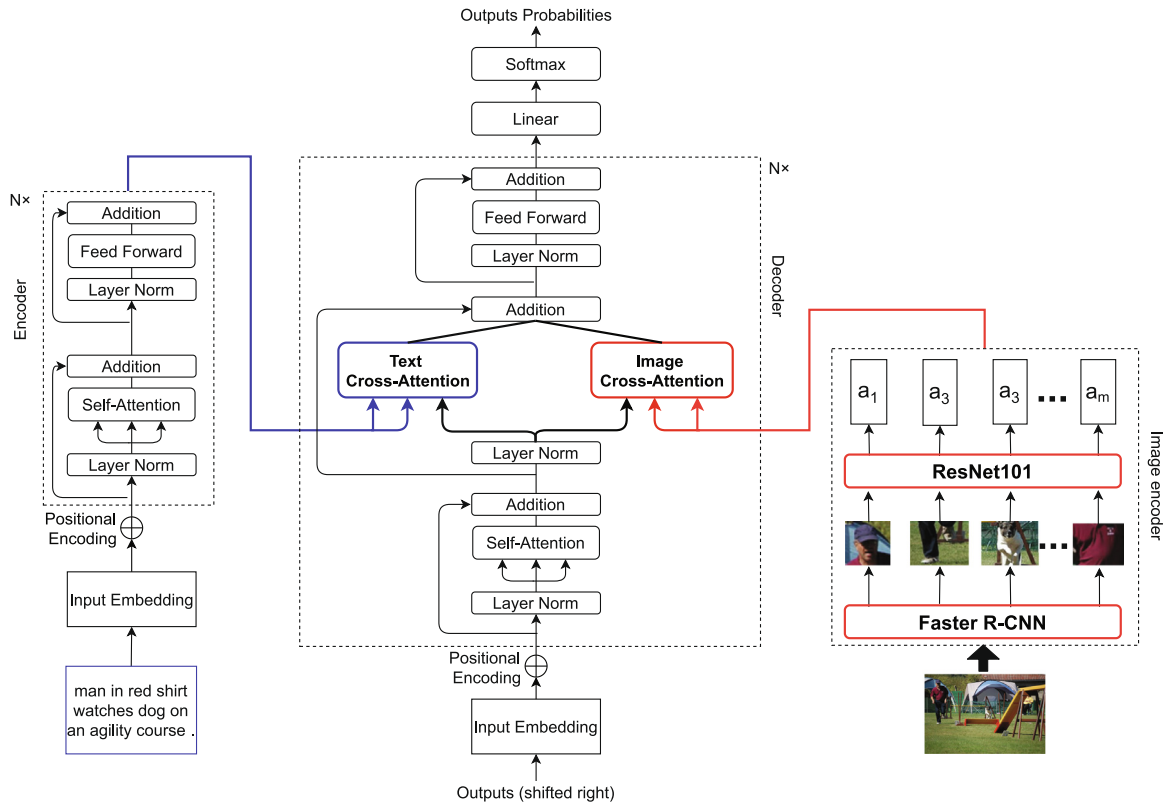 Outputs Probabilities
Softmax
Linear
N×
Addition
Feed Forward
Layer Norm
Addition
Text
Cross-Attention
Image
Cross-Attention
Layer Norm
Addition
Self-Attention
Layer Norm
Positional
Encoding
Input Embedding
Outputs (shifted right)
Decoder
N×
Encoder
Addition
Feed Forward
Layer Norm
Addition
Self-Attention
Layer Norm
Positional
Encoding
Input Embedding
man in red shirt
watches dog on
an agility course .
a1
a3
a3
am
ResNet101
Faster R-CNN
Image encoder